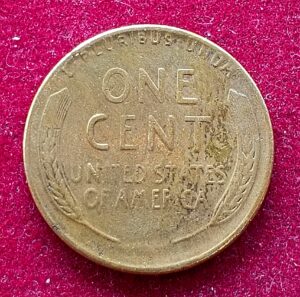 E·PLURIBUS·UNUM
ONE
CENT
UNITED STATES
OF AMERICA